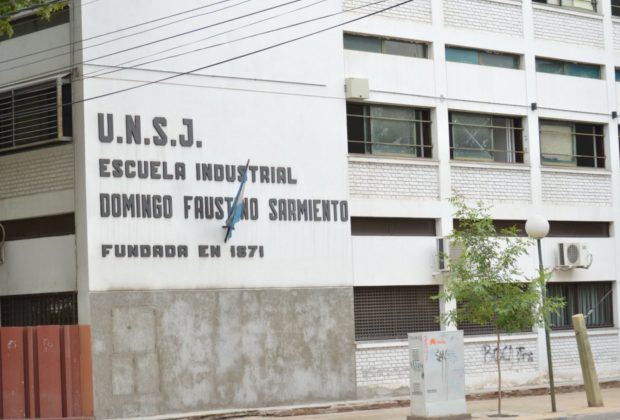 U.N.S.J.
ESCUELA INDUSTRIAL
DOMINGO FAUSTINO SARMIENTO
FUNDADA EN 1871